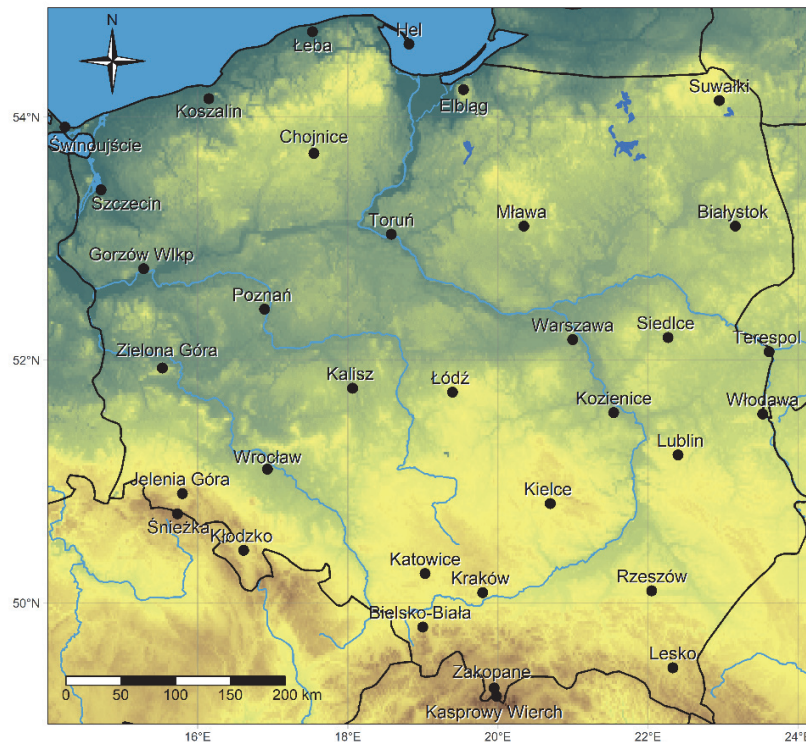 N
Hel
Łeba
Suwałki
54°N
Koszalin
Elbląg
Świnoujście
Chojnice
Szczecin
Toruń
Mława
Białystok
Gorzów Wlkp
Poznań
Warszawa
Siedlce
Terespol
52°N
Zielona Góra
Kalisz
Łódź
Kozienice
Włodawa
Lublin
Wrocław
Jelenia Góra
Kielce
Śnieżka
Kłodzko
Katowice
Kraków
Rzeszów
50°N
Bielsko-Biała
Lesko
Zakopane
0 50 100 150 200 km
Kasprowy Wierch
16°E 18°E 20°E 22°E 24°E